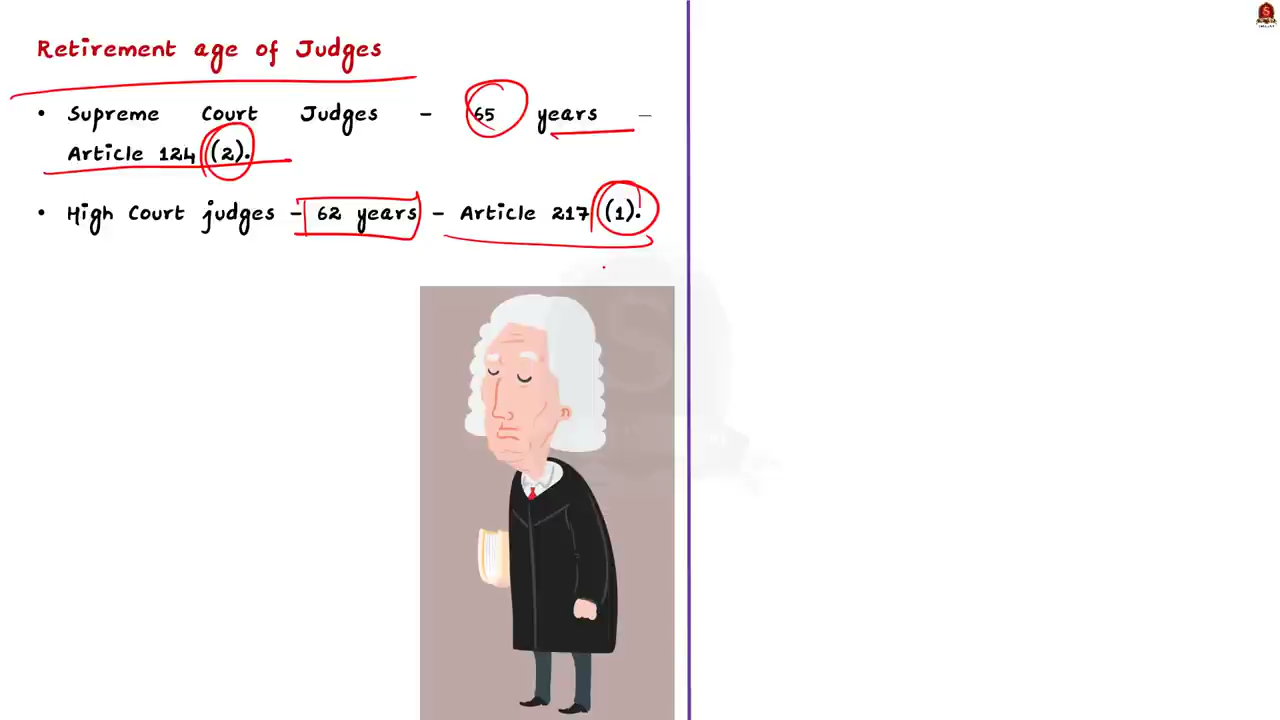 Retirement age of Judges
• Supreme Court Judges - 65 years -
Article 124 (2).
• High Court judges - 62 years - Article 217 (1).